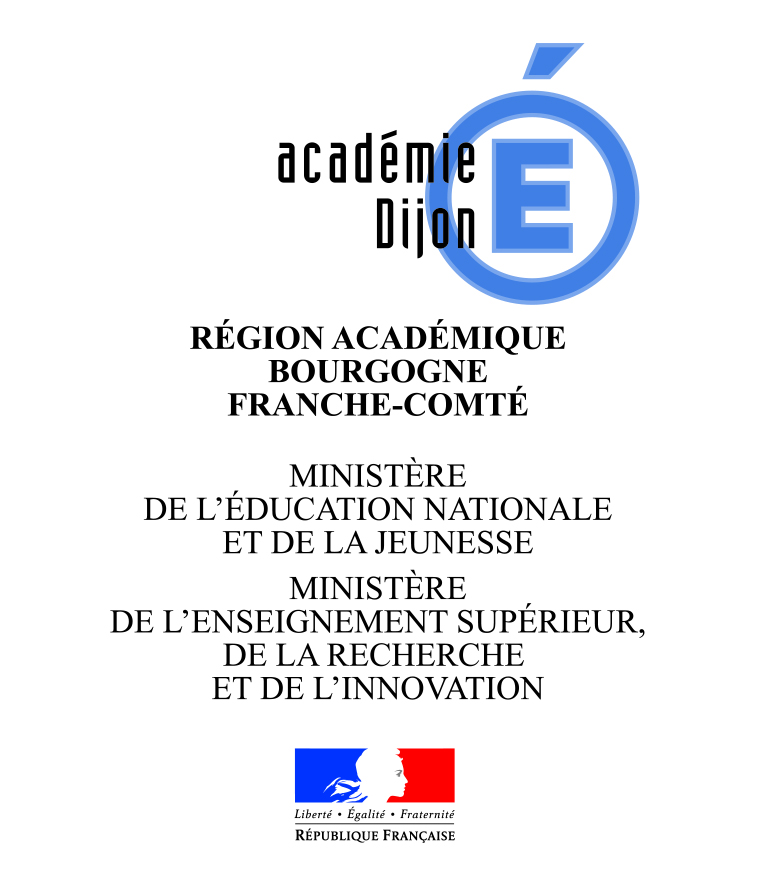 académie
Dijon
É
RÉGION ACADÉMIQUE
BOURGOGNE
FRANCHE-COMTÉ
MINISTÈRE
DE L’ÉDUCATION NATIONALE
ET DE LA JEUNESSE
MINISTÈRE
DE L’ENSEIGNEMENT SUPÉRIEUR,
DE LA RECHERCHE
ET DE L’INNOVATION
Liberté • Égalité • Fraternité
RÉPUBLIQUE FRANÇAISE